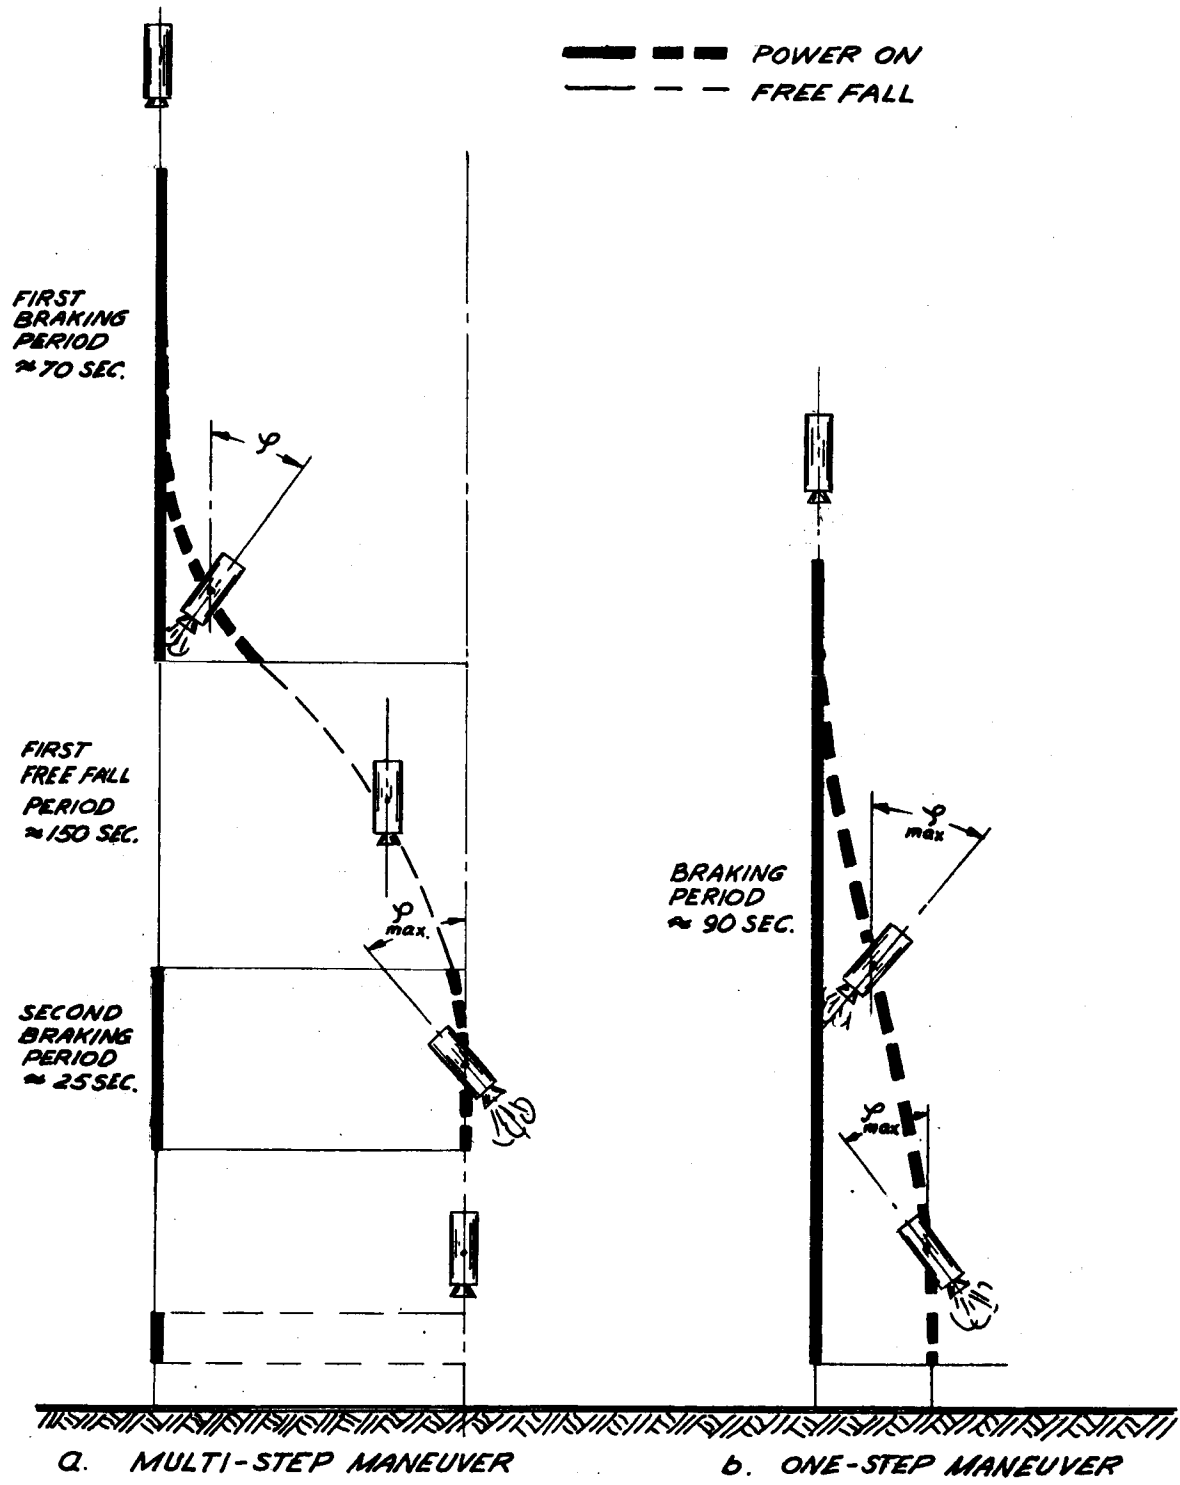 POWER ON
FREE FALL
FIRST
BRAKING
PERIOD
≈ 70 SEC.
φ
FIRST
FREE FALL
PERIOD
≈ 150 SEC.
φ
max.
SECOND
BRAKING
PERIOD
≈ 25 SEC.
φ
max
BRAKING
PERIOD
≈ 90 SEC.
φ
max
a. MULTI-STEP MANEUVER
b. ONE-STEP MANEUVER